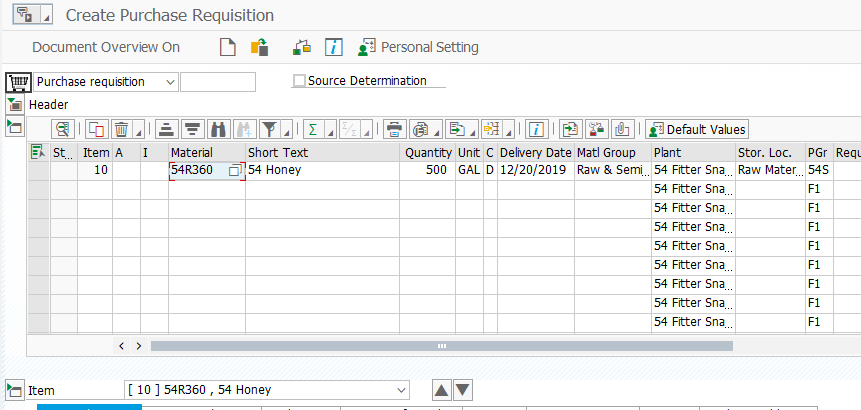 Create Purchase Requisition
Document Overview On Personal Setting
Purchase requisition Source Determination
Header
Default Values
St... Item A I Material Short Text Quantity Unit C Delivery Date Matl Group Plant Stor. Loc. PGr Requ
10 54R360 54 Honey 500 GAL D 12/20/2019 Raw & Semi... 54 Fitter Sna... Raw Mater... 54S
54 Fitter Sna... F1
54 Fitter Sna... F1
54 Fitter Sna... F1
54 Fitter Sna... F1
54 Fitter Sna... F1
54 Fitter Sna... F1
54 Fitter Sna... F1
54 Fitter Sna... F1
Item [ 10 ] 54R360 , 54 Honey